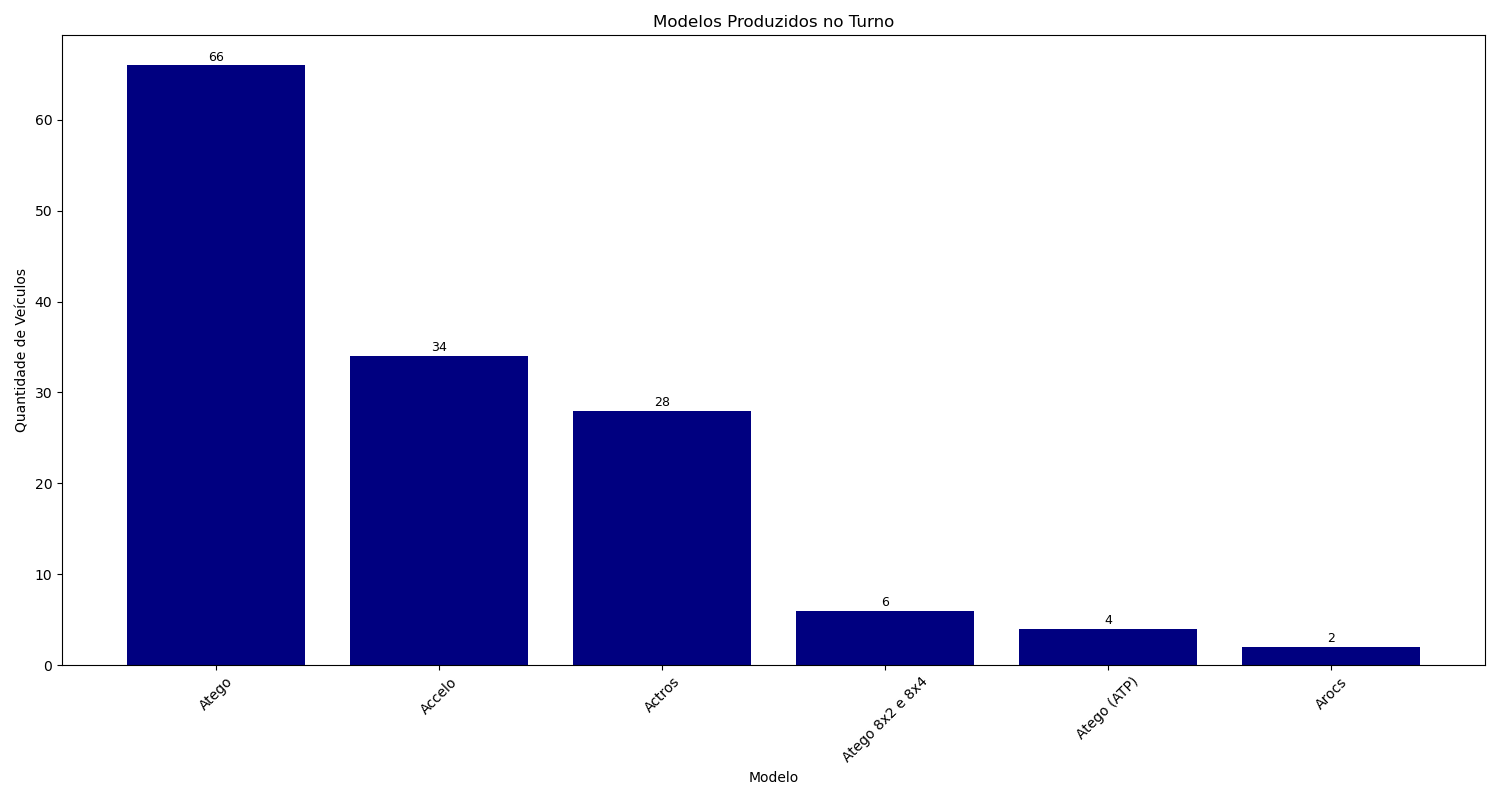 Modelos Produzidos no Turno
Quantidade de Veículos
60
50
40
30
20
10
0
66
34
28
6
4
2
Atego
Accelo
Actros
Atego 8x2 e 8x4
Atego (ATP)
Arocs
Modelo